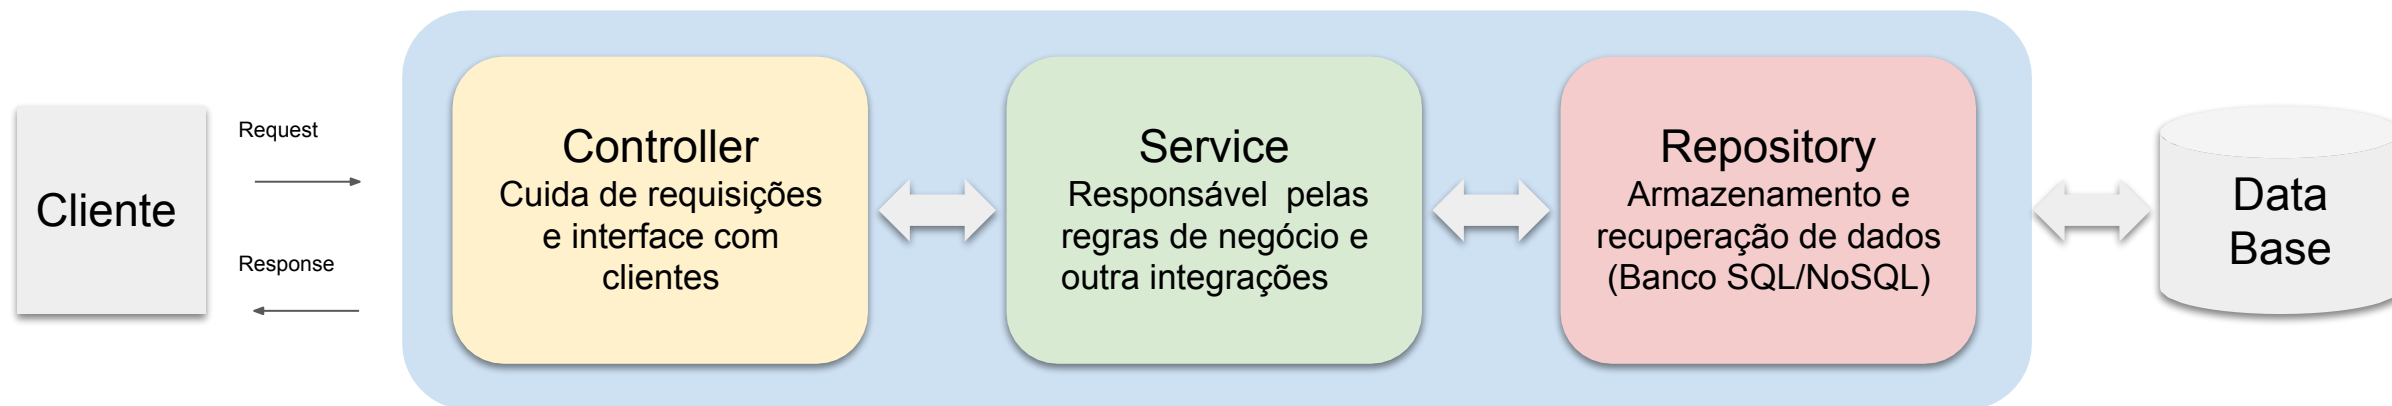 Cliente
Request
Response
Controller
Cuida de requisições
e interface com
clientes
Service
Responsável  pelas
regras de negócio e
outra integrações
Repository
Armazenamento e
recuperação de dados
(Banco SQL/NoSQL)
Data
Base